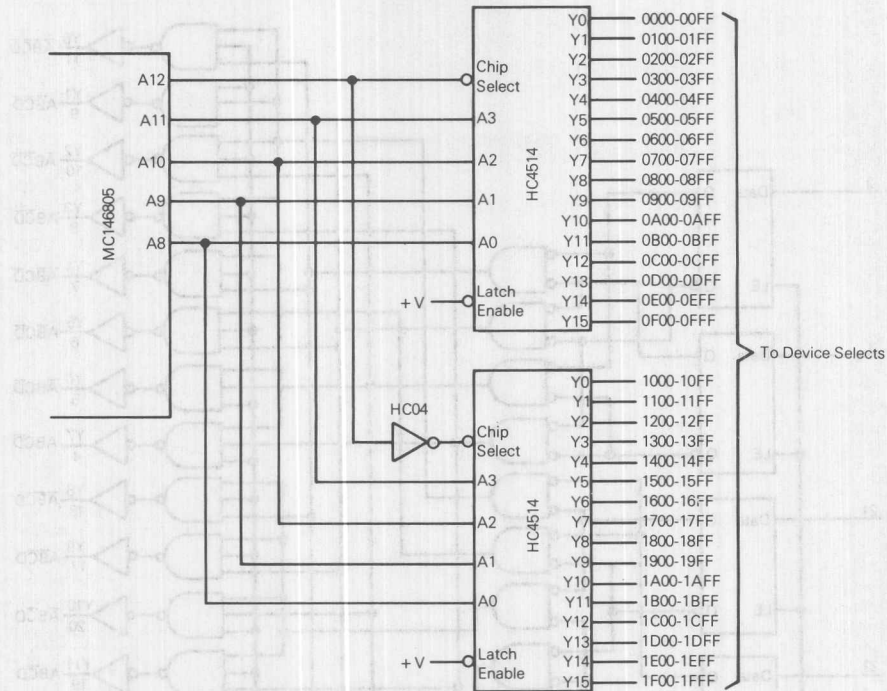 MC146805
A12
A11
A10
A9
A8
Chip
Select
A3
A2
A1
A0
+V
Latch
Enable
HC4514
Y0 0000-00FF
Y1 0100-01FF
Y2 0200-02FF
Y3 0300-03FF
Y4 0400-04FF
Y5 0500-05FF
Y6 0600-06FF
Y7 0700-07FF
Y8 0800-08FF
Y9 0900-09FF
Y10 0A00-0AFF
Y11 0B00-0BFF
Y12 0C00-0CFF
Y13 0D00-0DFF
Y14 0E00-0EFF
Y15 0F00-0FFF
To Device Selects
HC04
Chip
Select
A3
A2
A1
A0
+V
Latch
Enable
HC4514
Y0 1000-10FF
Y1 1100-11FF
Y2 1200-12FF
Y3 1300-13FF
Y4 1400-14FF
Y5 1500-15FF
Y6 1600-16FF
Y7 1700-17FF
Y8 1800-18FF
Y9 1900-19FF
Y10 1A00-1AFF
Y11 1B00-1BFF
Y12 1C00-1CFF
Y13 1D00-1DFF
Y14 1E00-1EFF
Y15 1F00-1FFF